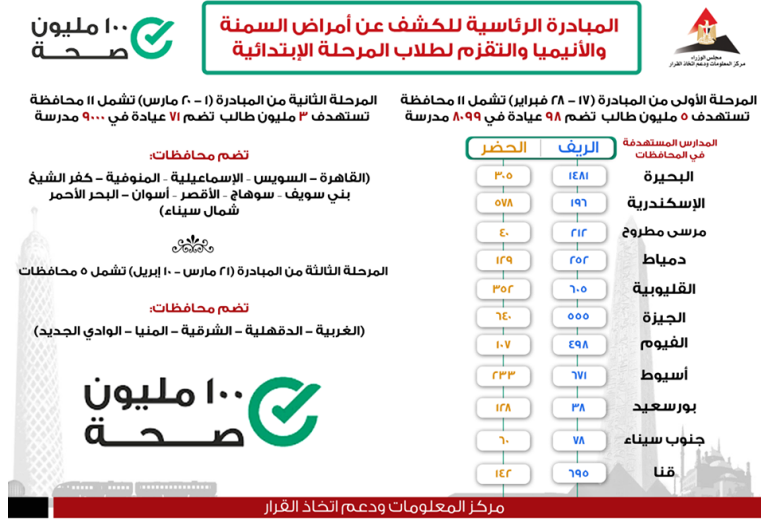 المبادرة الرئاسية للكشف عن أمراض السمنة
والأنيميا والتقزم لطلاب المرحلة الإبتدائية
مجلس الوزراء
مركز المعلومات ودعم اتخاذ القرار
١٠٠ مليون
صحة
المرحلة الأولى من المبادرة (١٧ - ٢٨ فبراير) تشمل ١١ محافظة
تستهدف ٥ مليون طالب تضم ٩٨ عيادة في ٨٠٩٩ مدرسة
المدارس المستهدفة
في المحافظات
الريف الحضر
البحيرة ١٤٨١ ٣٠٥
الإسكندرية ١٩٦ ٥٧٨
مرسى مطروح ٢١٢ ٤٠
دمياط ٢٥٢ ١٢٩
القليوبية ٦٠٥ ٣٥٢
الجيزة ٥٥٥ ٦٤٠
الفيوم ٤٩٨ ١٠٧
أسيوط ٦٧١ ٢٣٣
بورسعيد ٣٨ ١٢٨
جنوب سيناء ٧٨ ٦٠
قنا ٦٩٥ ١٤٢
المرحلة الثانية من المبادرة (١ - ٢٠ مارس) تشمل ١١ محافظة
تستهدف ٣ مليون طالب تضم ٧١ عيادة في ٩٠٠٠ مدرسة
تضم محافظات:
(القاهرة - السويس - الإسماعيلية - المنوفية - كفر الشيخ
بني سويف - سوهاج - الأقصر - أسوان - البحر الأحمر
شمال سيناء)
المرحلة الثالثة من المبادرة (٢١ مارس - ١٠ إبريل) تشمل ٥ محافظات
تضم محافظات:
(الغربية - الدقهلية - الشرقية - المنيا - الوادي الجديد)
١٠٠ مليون
صحة
مركز المعلومات ودعم اتخاذ القرار